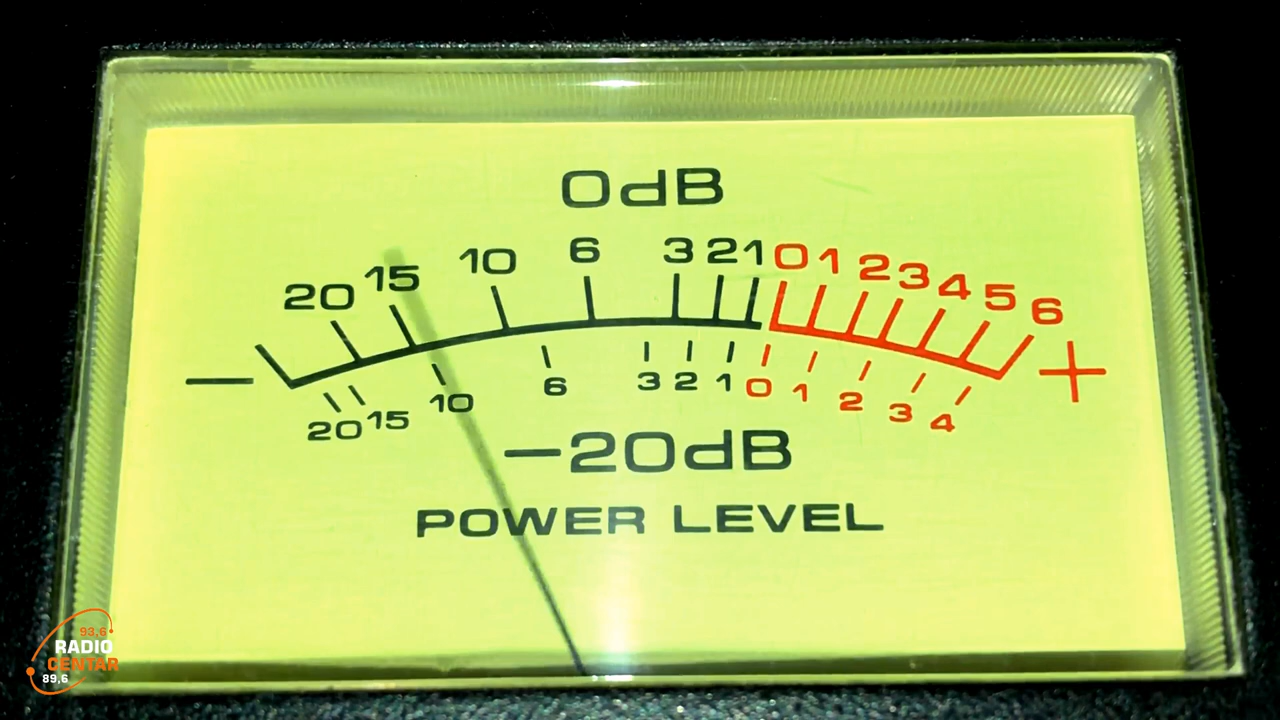 0dB
20 15 10 6 3 2 1 0 1 2 3 4 5 6
— +
20 15 10 6 3 2 1 0 1 2 3 4
−20dB
POWER LEVEL
93,6
RADIO
CENTAR
89,6